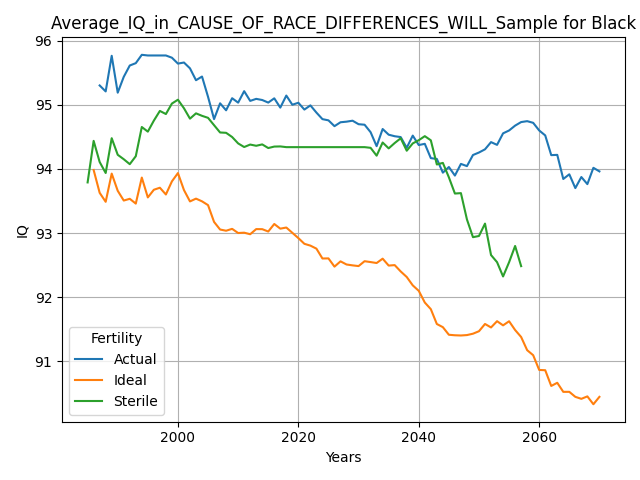 Average_IQ_in_CAUSE_OF_RACE_DIFFERENCES_WILL_Sample for Black
96
95
94
93
92
91
IQ
Fertility
Actual
Ideal
Sterile
2000 2020 2040 2060
Years